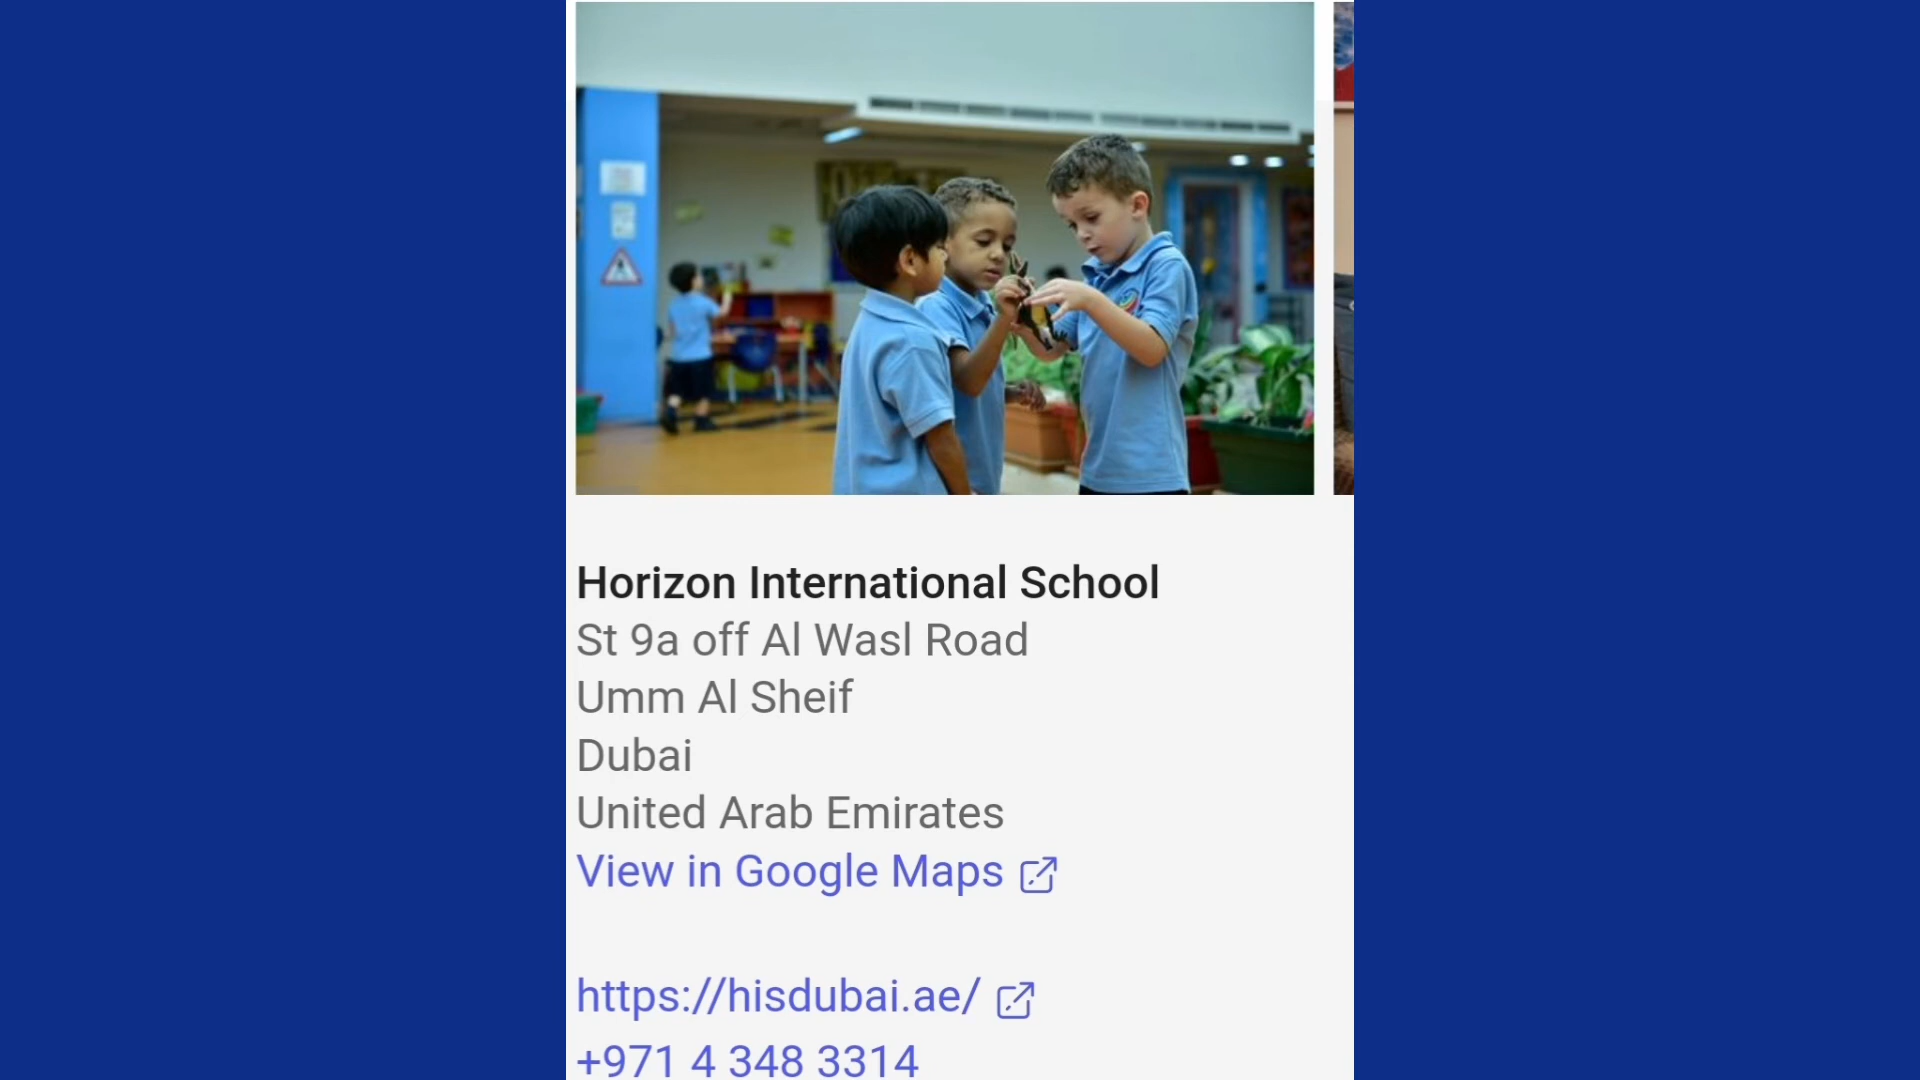 Horizon International School
St 9a off Al Wasl Road
Umm Al Sheif
Dubai
United Arab Emirates
View in Google Maps
https://hisdubai.ae/
+971 4 348 3314